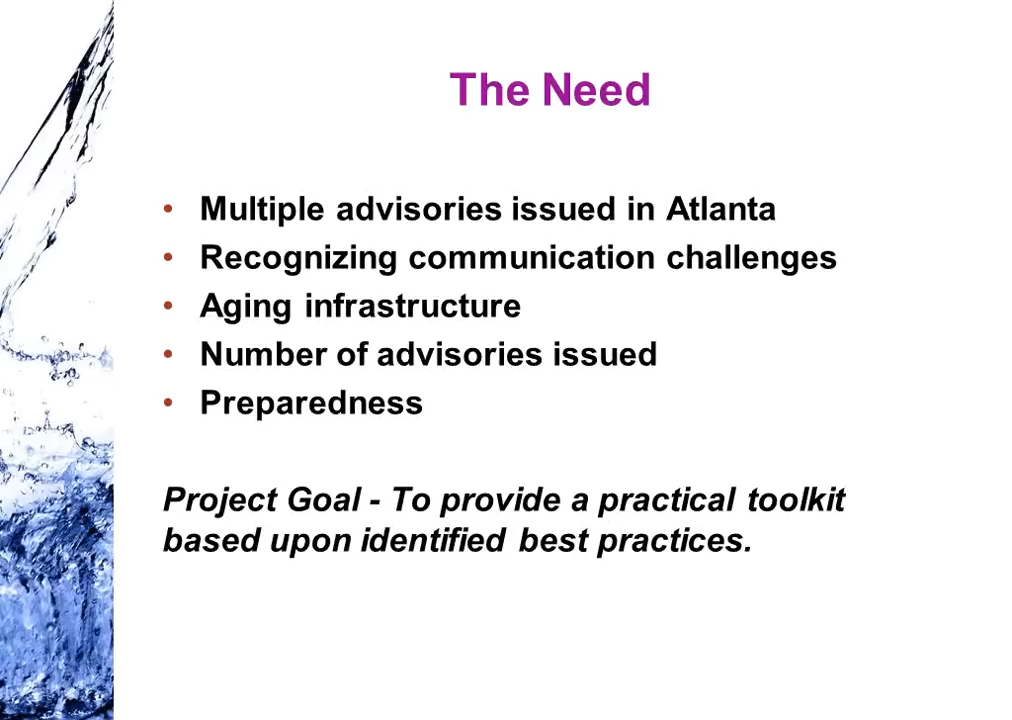 The Need
• Multiple advisories issued in Atlanta
• Recognizing communication challenges
• Aging infrastructure
• Number of advisories issued
• Preparedness
Project Goal - To provide a practical toolkit
based upon identified best practices.